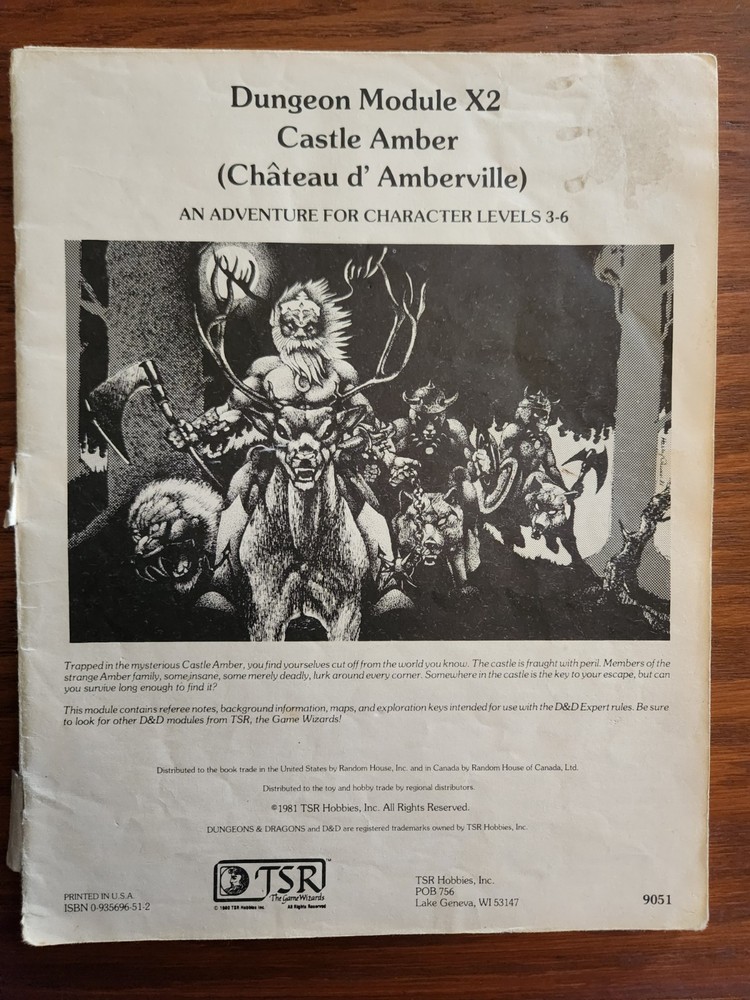 Dungeon Module X2
Castle Amber
(Château d' Amberville)
AN ADVENTURE FOR CHARACTER LEVELS 3-6
Trapped in the mysterious Castle Amber, you find yourselves cut off from the world you know. The castle is fraught with peril. Members of the
strange Amber family, some insane, some merely deadly, lurk around every corner. Somewhere in the castle is the key to your escape, but can
you survive long enough to find it?
This module contains referee notes, background information, maps, and exploration keys intended for use with the D&D Expert rules. Be sure
to look for other D&D modules from TSR, the Game Wizards!
Distributed to the book trade in the United States by Random House, Inc. and in Canada by Random House of Canada, Ltd.
Distributed to the toy and hobby trade by regional distributors.
©1981 TSR Hobbies, Inc. All Rights Reserved.
DUNGEONS & DRAGONS and D&D are registered trademarks owned by TSR Hobbies, Inc.
TSR™
The Game Wizards
© 1980 TSR Hobbies Inc All Rights Reserved
PRINTED IN U.S.A.
ISBN 0-935696-51-2
TSR Hobbies, Inc.
POB 756
Lake Geneva, WI 53147
9051